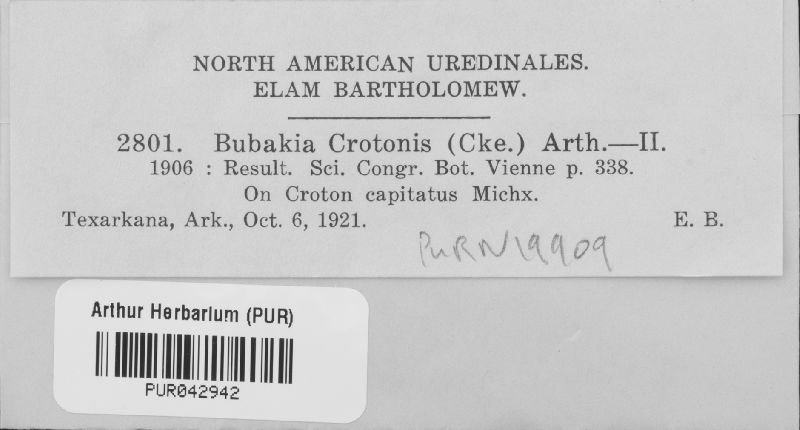 NORTH AMERICAN UREDINALES.
ELAM BARTHOLOMEW.
2801. Bubakia Crotonis (Cke.) Arth.—II.
1906 : Result. Sci. Congr. Bot. Vienne p. 338.
On Croton capitatus Michx.
Texarkana, Ark., Oct. 6, 1921. E. B.
PURN19909
Arthur Herbarium (PUR)
PUR042942